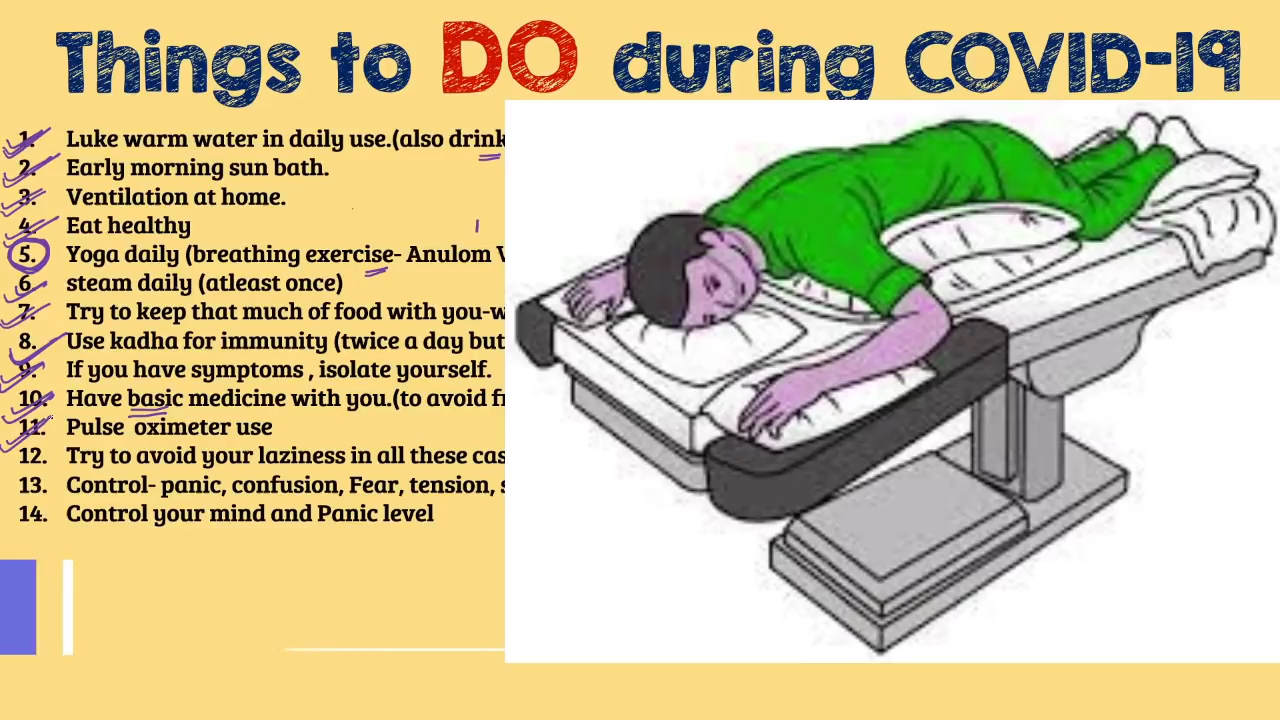 Things to DO during COVID-19
1. Luke warm water in daily use.(also drink
2. Early morning sun bath.
3. Ventilation at home.
4. Eat healthy
5. Yoga daily (breathing exercise- Anulom V
6. steam daily (atleast once)
7. Try to keep that much of food with you-w
8. Use kadha for immunity (twice a day but
9. If you have symptoms , isolate yourself.
10. Have basic medicine with you.(to avoid
11. Pulse oximeter use
12. Try to avoid your laziness in all these
13. Control- panic, confusion, Fear, tension,
14. Control your mind and Panic level